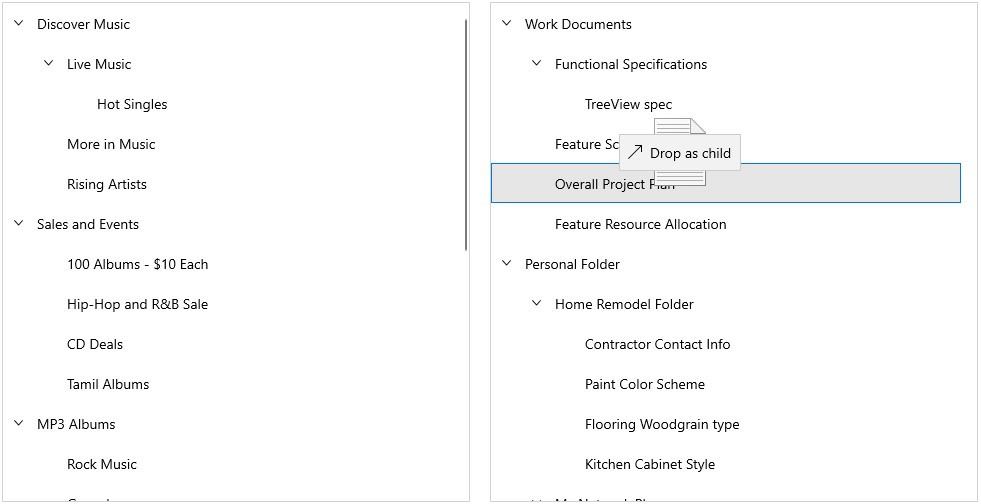 Discover Music
Live Music
Hot Singles
More in Music
Rising Artists
Sales and Events
100 Albums - $10 Each
Hip-Hop and R&B Sale
CD Deals
Tamil Albums
MP3 Albums
Rock Music
Work Documents
Functional Specifications
TreeView spec
Feature Sc
Drop as child
Overall Project Plan
Feature Resource Allocation
Personal Folder
Home Remodel Folder
Contractor Contact Info
Paint Color Scheme
Flooring Woodgrain type
Kitchen Cabinet Style